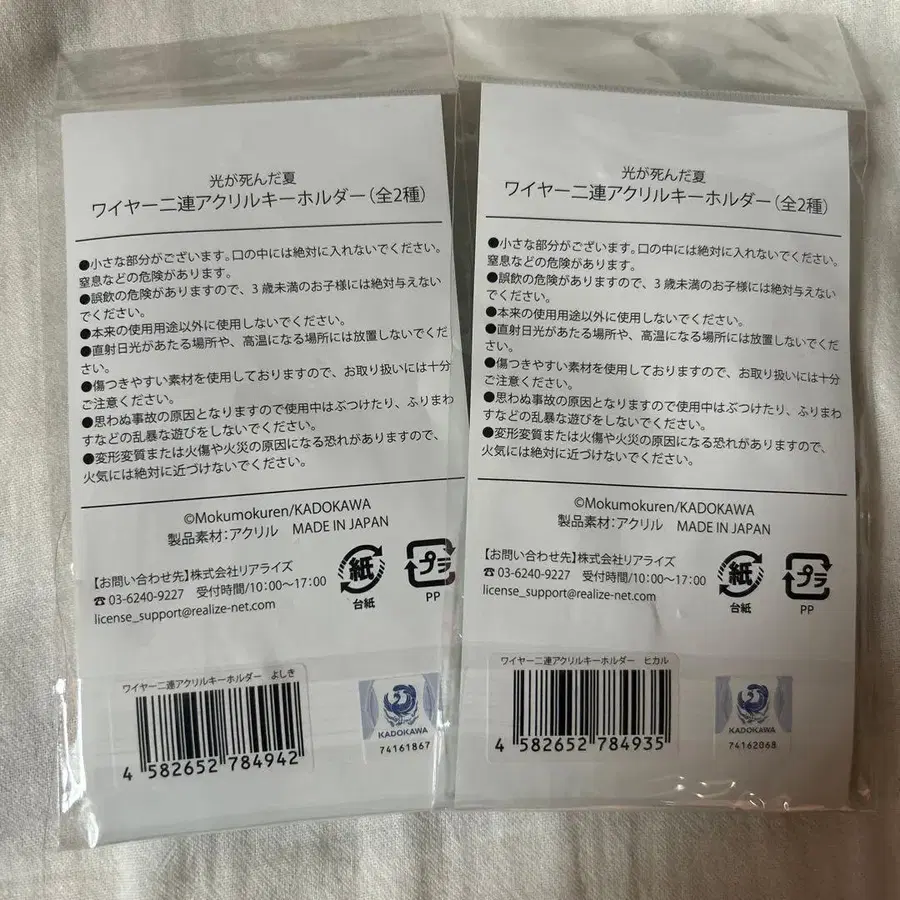 光が死んだ夏
ワイヤー二連アクリルキーホルダー(全2種)
●小さな部分がございます。口の中には絶対に入れないでください。
窒息などの危険があります。
●誤飲の危険がありますので、3歳未満のお子様には絶対与えない
でください。
●本来の使用用途以外に使用しないでください。
●直射日光があたる場所や、高温になる場所には放置しないでくだ
さい。
●傷つきやすい素材を使用しておりますので、お取り扱いには十分
ご注意ください。
●思わぬ事故の原因となりますので使用中はぶつけたり、ふりまわ
すなどの乱暴な遊びをしないでください。
●変形変質または火傷や火災の原因になる恐れがありますので、
火気には絶対に近づけないでください。
©Mokumokuren/KADOKAWA
製品素材:アクリル MADE IN JAPAN
【お問い合わせ先】株式会社リアライズ
☎03-6240-9227 受付時間/10:00〜17:00
license_support@realize-net.com
紙
台紙
プラ
PP
ワイヤー二連アクリルキーホルダー よしき
4 582652 784942
KADOKAWA
74161867
光が死んだ夏
ワイヤー二連アクリルキーホルダー(全2種)
●小さな部分がございます。口の中には絶対に入れないでください。
窒息などの危険があります。
●誤飲の危険がありますので、3歳未満のお子様には絶対与えない
でください。
●本来の使用用途以外に使用しないでください。
●直射日光があたる場所や、高温になる場所には放置しないでくだ
さい。
●傷つきやすい素材を使用しておりますので、お取り扱いには十分
ご注意ください。
●思わぬ事故の原因となりますので使用中はぶつけたり、ふりまわ
すなどの乱暴な遊びをしないでください。
●変形変質または火傷や火災の原因になる恐れがありますので、
火気には絶対に近づけないでください。
©Mokumokuren/KADOKAWA
製品素材:アクリル MADE IN JAPAN
【お問い合わせ先】株式会社リアライズ
☎03-6240-9227 受付時間/10:00〜17:00
license_support@realize-net.com
紙
台紙
プラ
PP
ワイヤー二連アクリルキーホルダー ヒカル
4 582652 784935
KADOKAWA
74162068